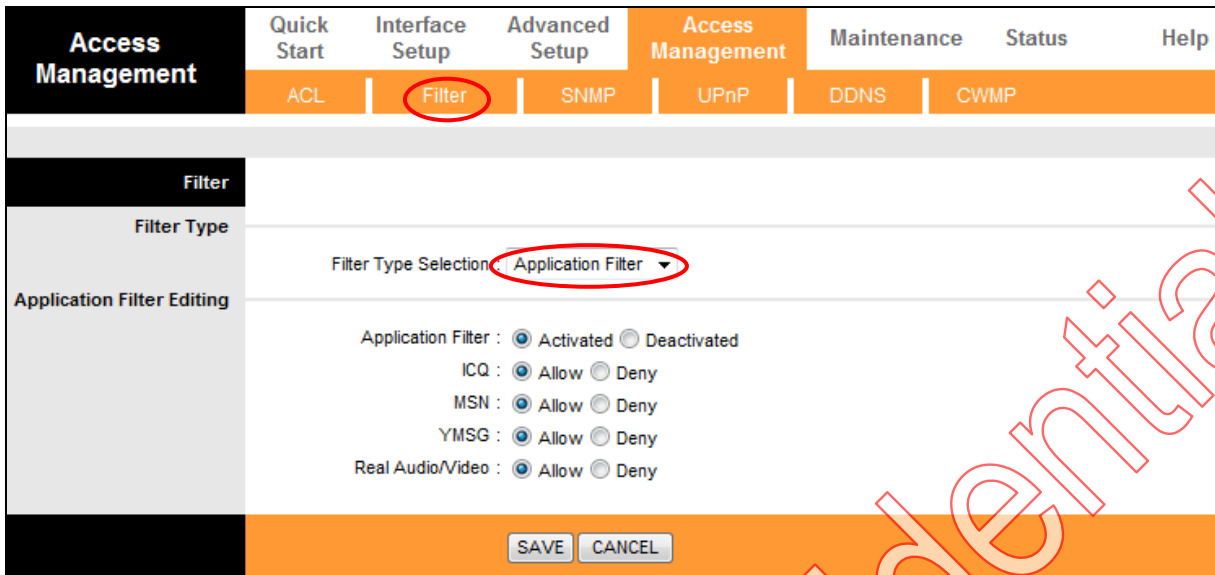 Access Management
Quick Start
Interface Setup
Advanced Setup
Access Management
Maintenance
Status
Help
ACL
Filter
SNMP
UPnP
DDNS
CWMP
Filter
Filter Type
Filter Type Selection : Application Filter
Application Filter Editing
Application Filter : Activated Deactivated
ICQ : Allow Deny
MSN : Allow Deny
YMSG : Allow Deny
Real Audio/Video : Allow Deny
SAVE CANCEL